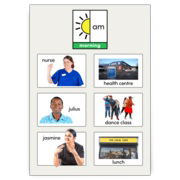 am
morning
nurse
health centre
julius
dance class
jasmine
lunch